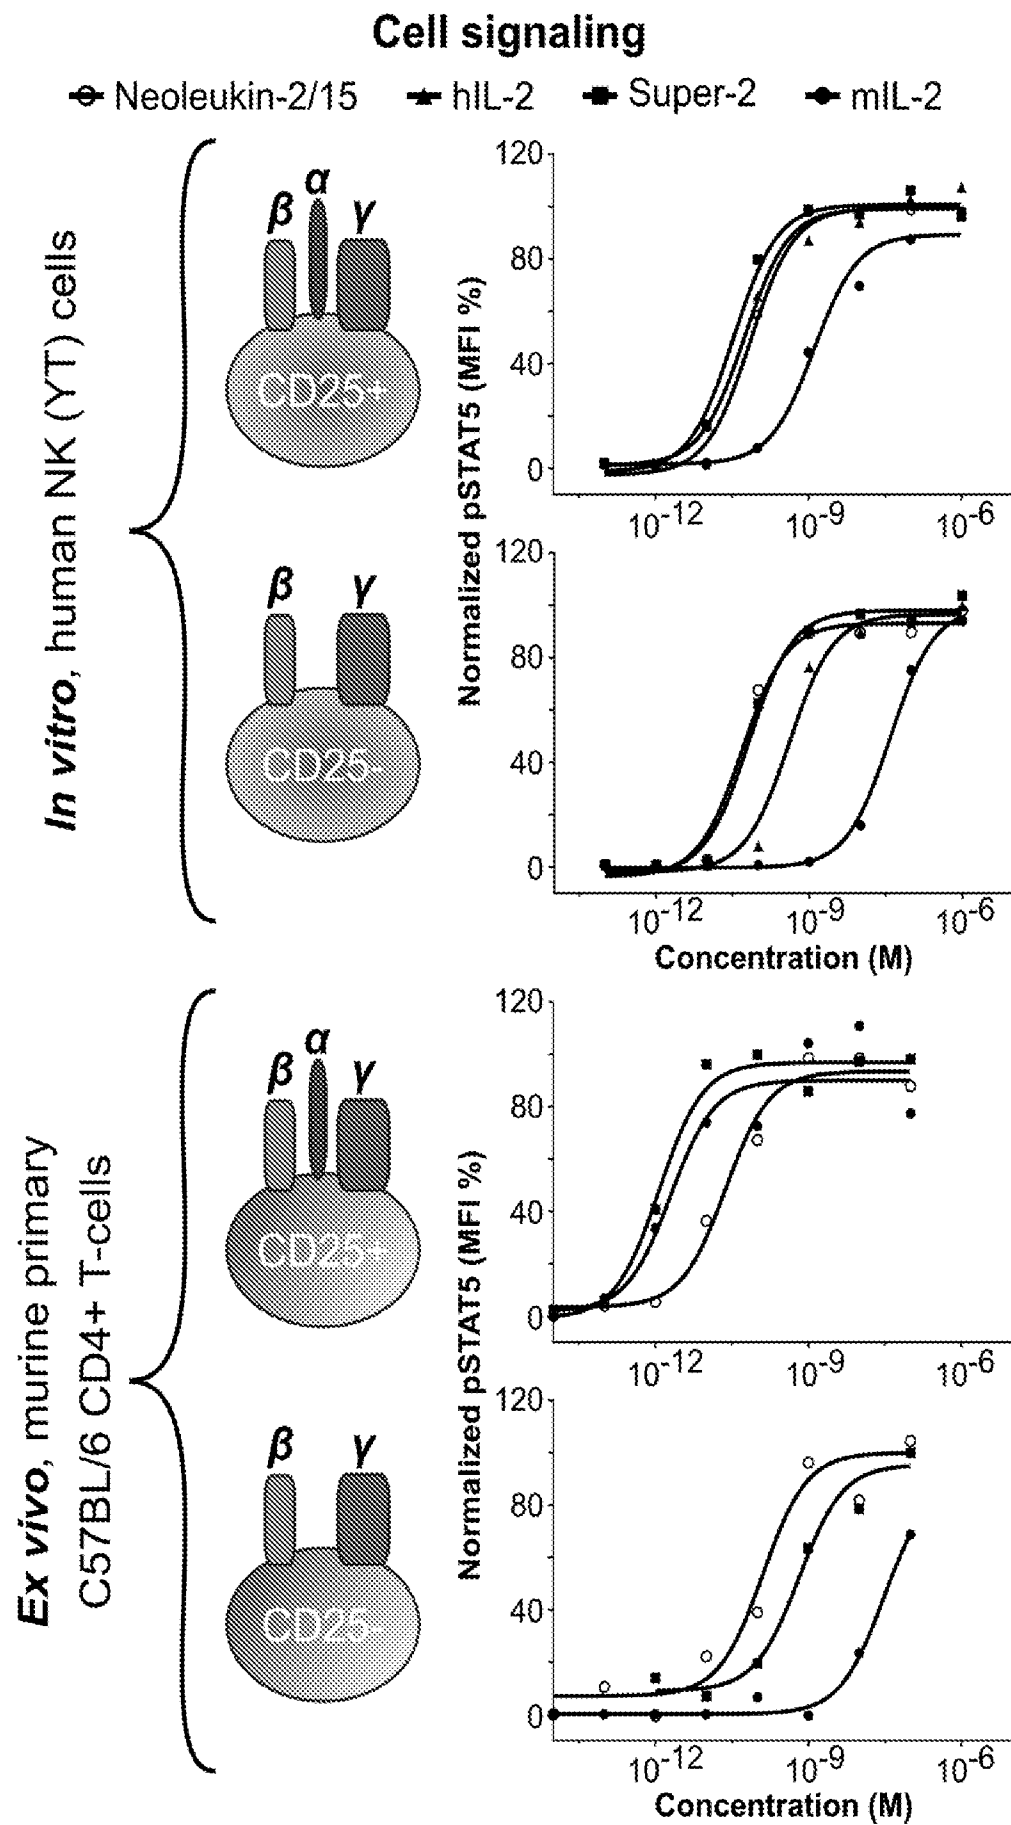 Cell signaling
Neoleukin-2/15 hIL-2 Super-2 mIL-2
In vitro, human NK (YT) cells
β α γ
CD25+
β γ
CD25-
Normalized pSTAT5 (MFI %)
120
80
40
0
10-12 10-9 10-6
120
80
40
0
10-12 10-9 10-6
Concentration (M)
Ex vivo, murine primary
C57BL/6 CD4+ T-cells
β α γ
CD25+
β γ
CD25-
Normalized pSTAT5 (MFI %)
120
80
40
0
10-12 10-9 10-6
120
80
40
0
10-12 10-9 10-6
Concentration (M)